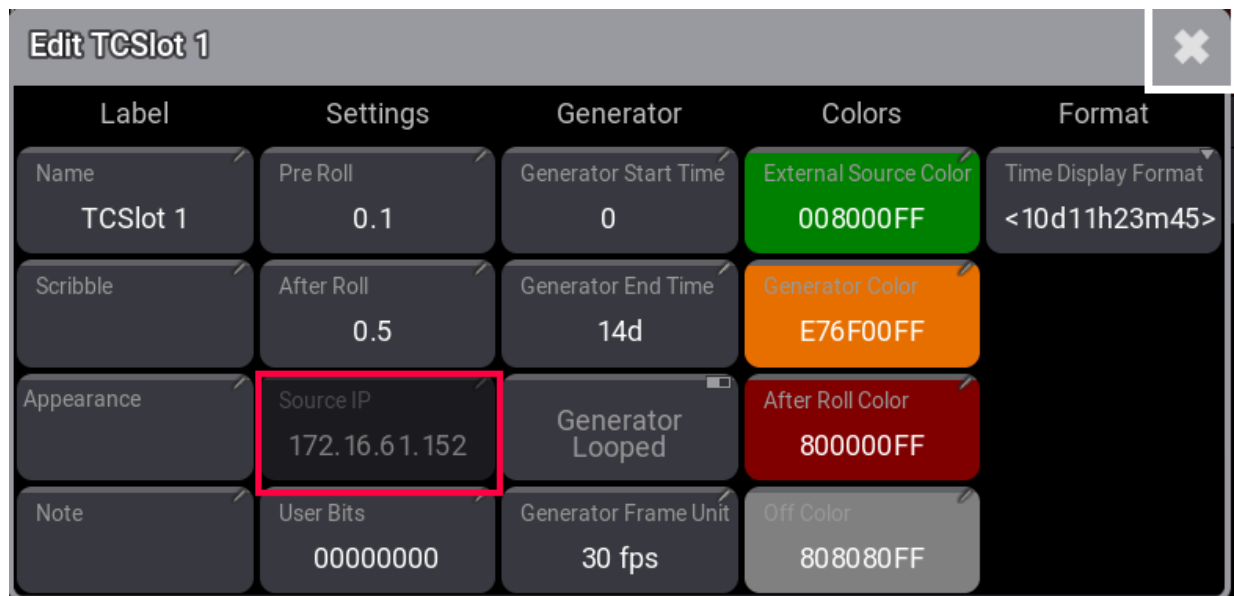 Edit TCSlot 1
Label
Settings
Generator
Colors
Format
Name
TCSlot 1
Pre Roll
0.1
Generator Start Time
0
External Source Color
008000FF
Time Display Format
<10d11h23m45>
Scribble
After Roll
0.5
Generator End Time
14d
Generator Color
E76F00FF
Appearance
Source IP
172.16.61.152
Generator
Looped
After Roll Color
800000FF
Note
User Bits
00000000
Generator Frame Unit
30 fps
Off Color
808080FF